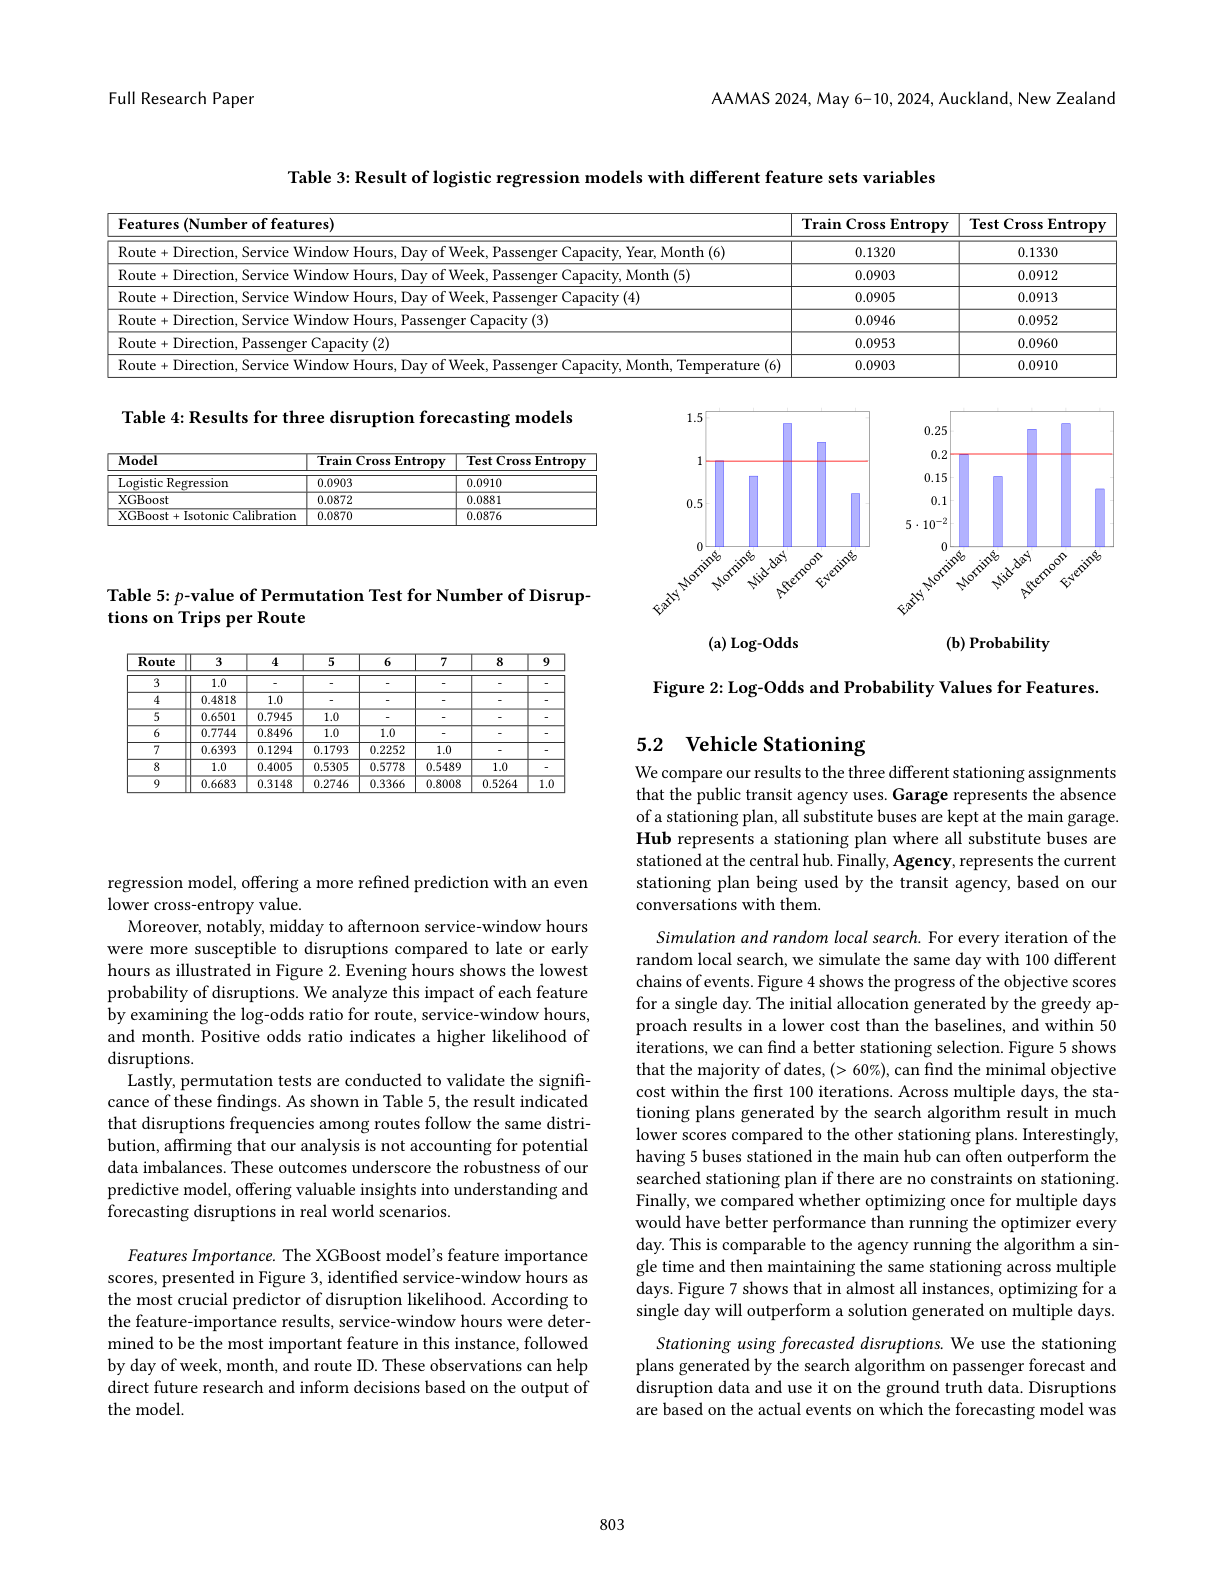 Full Research Paper
AAMAS 2024, May 6–10, 2024, Auckland, New Zealand
Table 3: Result of logistic regression models with different feature sets variables
Features (Number of features) Train Cross Entropy Test Cross Entropy
Route + Direction, Service Window Hours, Day of Week, Passenger Capacity, Year, Month (6) 0.1320 0.1330
Route + Direction, Service Window Hours, Day of Week, Passenger Capacity, Month (5) 0.0903 0.0912
Route + Direction, Service Window Hours, Day of Week, Passenger Capacity (4) 0.0905 0.0913
Route + Direction, Service Window Hours, Passenger Capacity (3) 0.0946 0.0952
Route + Direction, Passenger Capacity (2) 0.0953 0.0960
Route + Direction, Service Window Hours, Day of Week, Passenger Capacity, Month, Temperature (6) 0.0903 0.0910
Table 4: Results for three disruption forecasting models
Model Train Cross Entropy Test Cross Entropy
Logistic Regression 0.0903 0.0910
XGBoost 0.0872 0.0881
XGBoost + Isotonic Calibration 0.0870 0.0876
Table 5: p-value of Permutation Test for Number of Disrup-
tions on Trips per Route
Route 3 4 5 6 7 8 9
3 1.0 - - - - - -
4 0.4818 1.0 - - - - -
5 0.6501 0.7945 1.0 - - - -
6 0.7744 0.8496 1.0 1.0 - - -
7 0.6393 0.1294 0.1793 0.2252 1.0 - -
8 1.0 0.4005 0.5305 0.5778 0.5489 1.0 -
9 0.6683 0.3148 0.2746 0.3366 0.8008 0.5264 1.0
regression model, offering a more refined prediction with an even
lower cross-entropy value.
Moreover, notably, midday to afternoon service-window hours
were more susceptible to disruptions compared to late or early
hours as illustrated in Figure 2. Evening hours shows the lowest
probability of disruptions. We analyze this impact of each feature
by examining the log-odds ratio for route, service-window hours,
and month. Positive odds ratio indicates a higher likelihood of
disruptions.
Lastly, permutation tests are conducted to validate the signifi-
cance of these findings. As shown in Table 5, the result indicated
that disruptions frequencies among routes follow the same distri-
bution, affirming that our analysis is not accounting for potential
data imbalances. These outcomes underscore the robustness of our
predictive model, offering valuable insights into understanding and
forecasting disruptions in real world scenarios.
Features Importance. The XGBoost model's feature importance
scores, presented in Figure 3, identified service-window hours as
the most crucial predictor of disruption likelihood. According to
the feature-importance results, service-window hours were deter-
mined to be the most important feature in this instance, followed
by day of week, month, and route ID. These observations can help
direct future research and inform decisions based on the output of
the model.
1.5
1
0.5
0
Early Morning
Morning
Mid-day
Afternoon
Evening
(a) Log-Odds
0.25
0.2
0.15
0.1
5 · 10⁻²
0
Early Morning
Morning
Mid-day
Afternoon
Evening
(b) Probability
Figure 2: Log-Odds and Probability Values for Features.
5.2 Vehicle Stationing
We compare our results to the three different stationing assignments
that the public transit agency uses. Garage represents the absence
of a stationing plan, all substitute buses are kept at the main garage.
Hub represents a stationing plan where all substitute buses are
stationed at the central hub. Finally, Agency, represents the current
stationing plan being used by the transit agency, based on our
conversations with them.
Simulation and random local search. For every iteration of the
random local search, we simulate the same day with 100 different
chains of events. Figure 4 shows the progress of the objective scores
for a single day. The initial allocation generated by the greedy ap-
proach results in a lower cost than the baselines, and within 50
iterations, we can find a better stationing selection. Figure 5 shows
that the majority of dates, (> 60%), can find the minimal objective
cost within the first 100 iterations. Across multiple days, the sta-
tioning plans generated by the search algorithm result in much
lower scores compared to the other stationing plans. Interestingly,
having 5 buses stationed in the main hub can often outperform the
searched stationing plan if there are no constraints on stationing.
Finally, we compared whether optimizing once for multiple days
would have better performance than running the optimizer every
day. This is comparable to the agency running the algorithm a sin-
gle time and then maintaining the same stationing across multiple
days. Figure 7 shows that in almost all instances, optimizing for a
single day will outperform a solution generated on multiple days.
Stationing using forecasted disruptions. We use the stationing
plans generated by the search algorithm on passenger forecast and
disruption data and use it on the ground truth data. Disruptions
are based on the actual events on which the forecasting model was
803